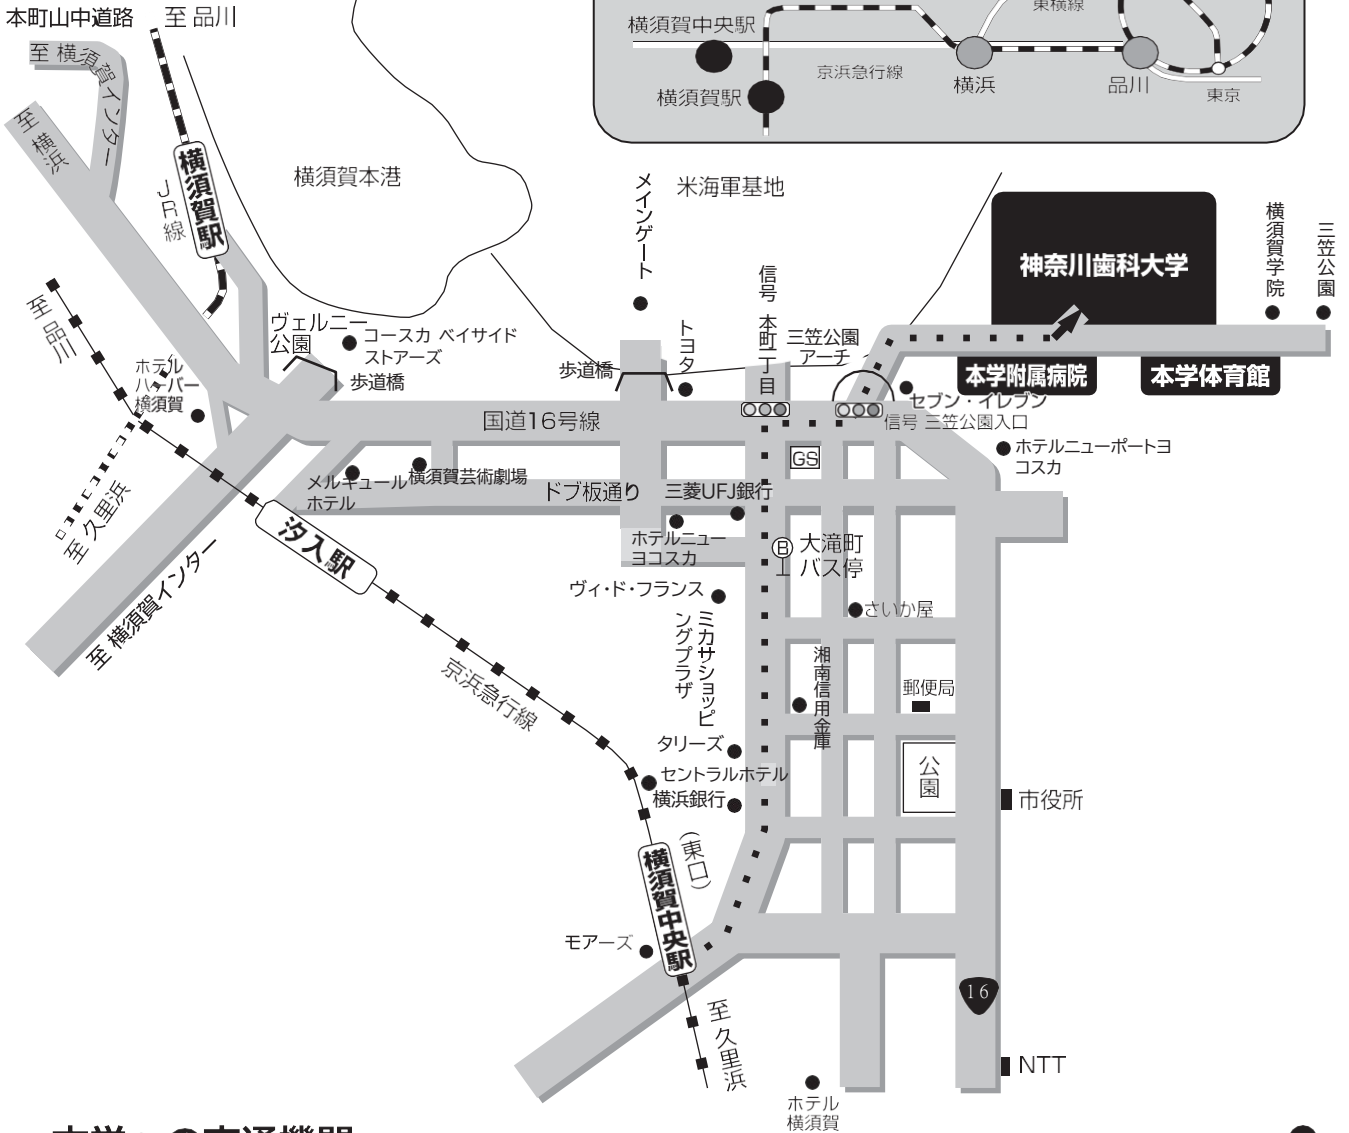 本町山中道路
至 品川
至 横須賀インター
至 横浜
横須賀駅
JR線
横須賀中央駅
横須賀駅
京浜急行線
東横線
横浜
品川
東京
横須賀本港
メインゲート
米海軍基地
信号 本町一丁目
神奈川歯科大学
横須賀学院
三笠公園
至 品川
ホテル
ハーバー
横須賀
ヴェルニー
公園
コースカ ベイサイド
ストアーズ
歩道橋
歩道橋
トヨタ
三笠公園
アーチ
本学附属病院
本学体育館
セブン・イレブン
信号 三笠公園入口
国道16号線
GS
ホテルニューポートヨ
コスカ
メルキュール
ホテル
横須賀芸術劇場
ドブ板通り
三菱UFJ銀行
至 久里浜
汐入駅
至 横須賀インター
ホテルニュー
ヨコスカ
B
大滝町
バス停
ヴィ・ド・フランス
さいか屋
ミカサショッピ
ングプラザ
湘南信用金庫
郵便局
京浜急行線
タリーズ
セントラルホテル
横浜銀行
公園
市役所
横須賀中央駅
(東口)
モアーズ
16
至 久里浜
NTT
ホテル
横須賀